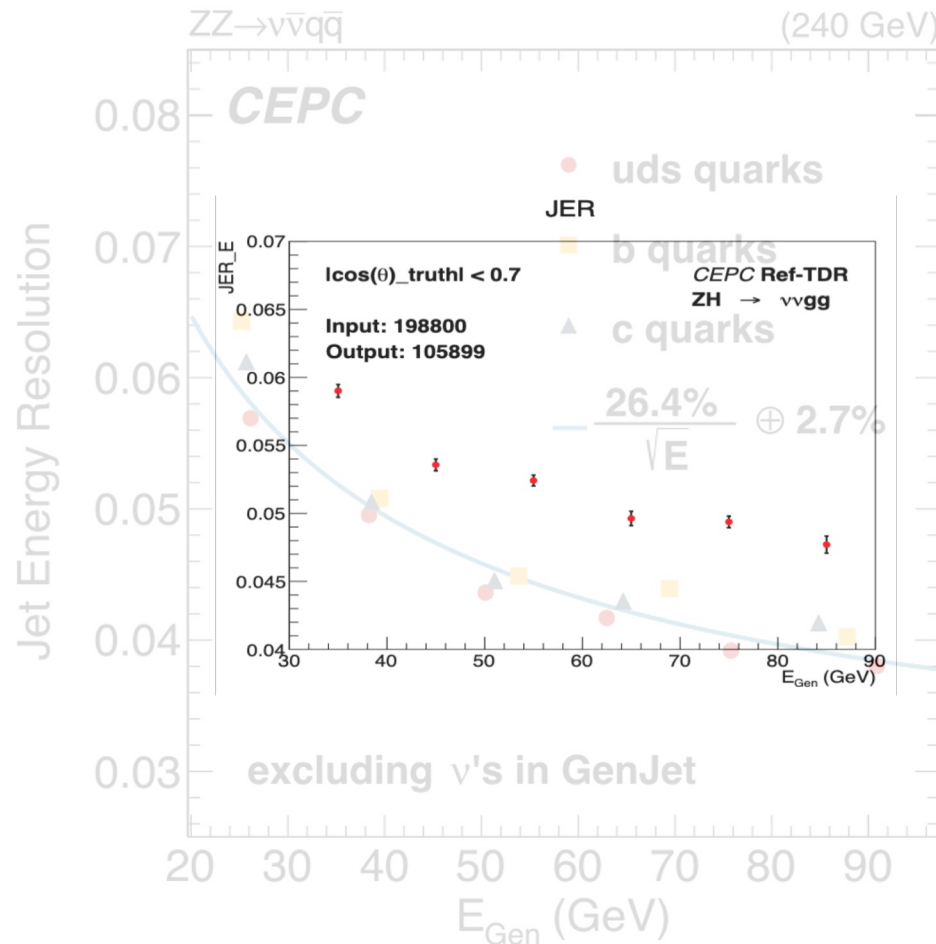 ZZ→νν̄qq̄ (240 GeV)
0.08
CEPC
uds quarks
JER
0.07
b quarks
c quarks
0.06
26.4%
√E
⊕ 2.7%
0.05
0.04
0.03
Jet Energy Resolution
JER_E
0.07
|cos(θ)_truth| < 0.7
CEPC Ref-TDR
ZH → ννgg
0.065
Input: 198800
Output: 105899
0.06
0.055
0.05
0.045
0.04
30 40 50 60 70 80 90
E_Gen (GeV)
excluding ν's in GenJet
20 30 40 50 60 70 80 90
E_Gen (GeV)